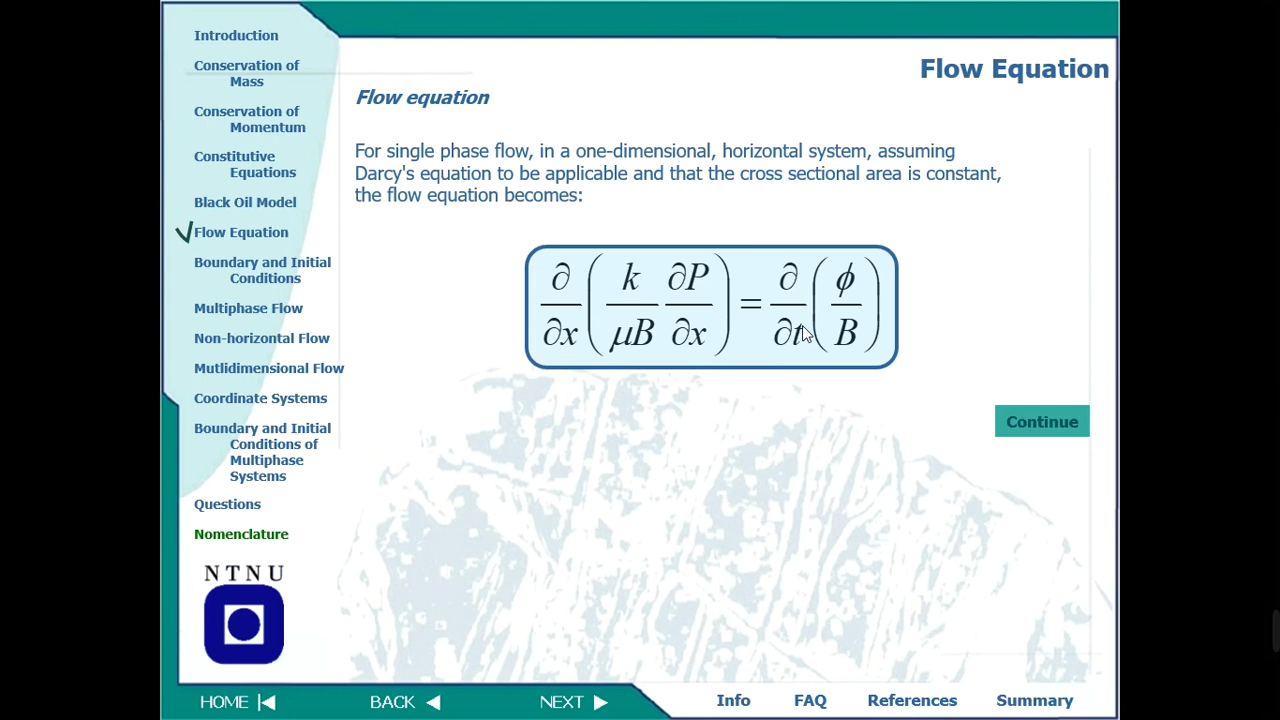 Introduction
Conservation of
Mass
Conservation of
Momentum
Constitutive
Equations
Black Oil Model
Flow Equation
Boundary and Initial
Conditions
Multiphase Flow
Non-horizontal Flow
Mutlidimensional Flow
Coordinate Systems
Boundary and Initial
Conditions of
Multiphase
Systems
Questions
Nomenclature
NTNU
Flow Equation
Flow equation
For single phase flow, in a one-dimensional, horizontal system, assuming
Darcy's equation to be applicable and that the cross sectional area is constant,
the flow equation becomes:
∂/∂x (k/μB ∂P/∂x) = ∂/∂t (ϕ/B)
Continue
HOME
BACK
NEXT
Info
FAQ
References
Summary